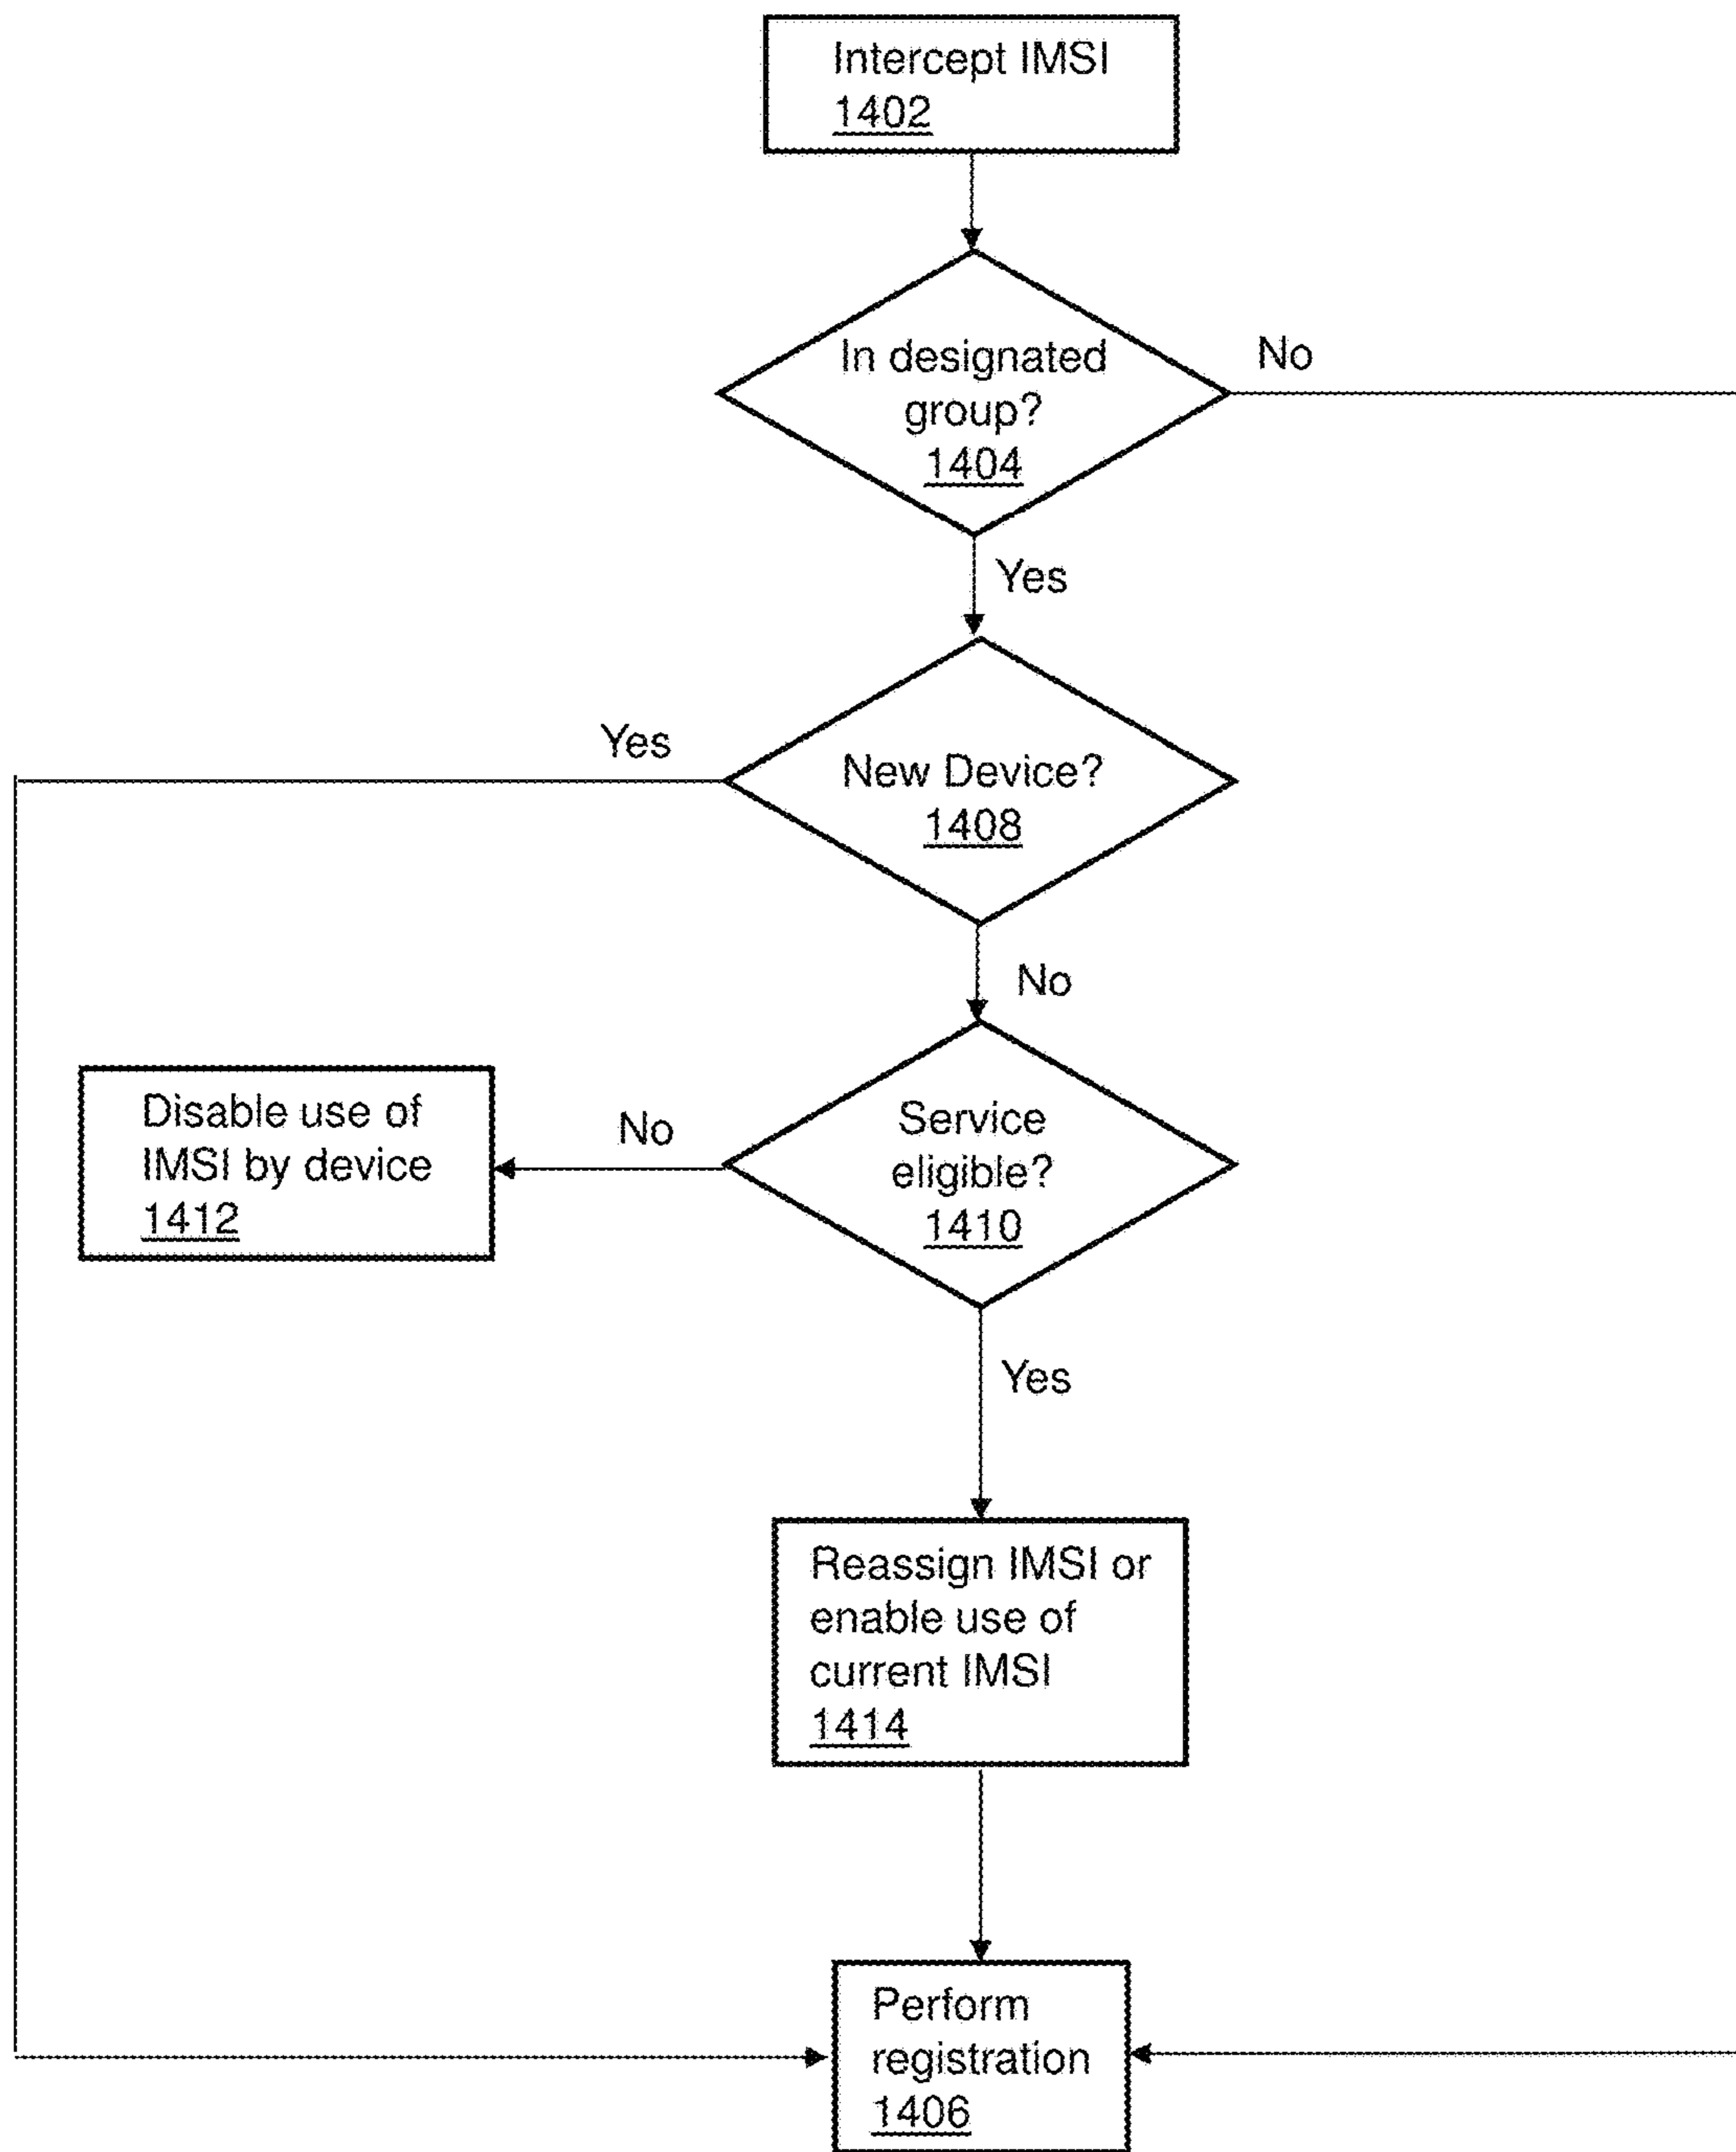 Intercept IMSI
1402
In designated
group?
1404
No
Yes
New Device?
1408
Yes
No
Service
eligible?
1410
No
Disable use of
IMSI by device
1412
Yes
Reassign IMSI or
enable use of
current IMSI
1414
Perform
registration
1406